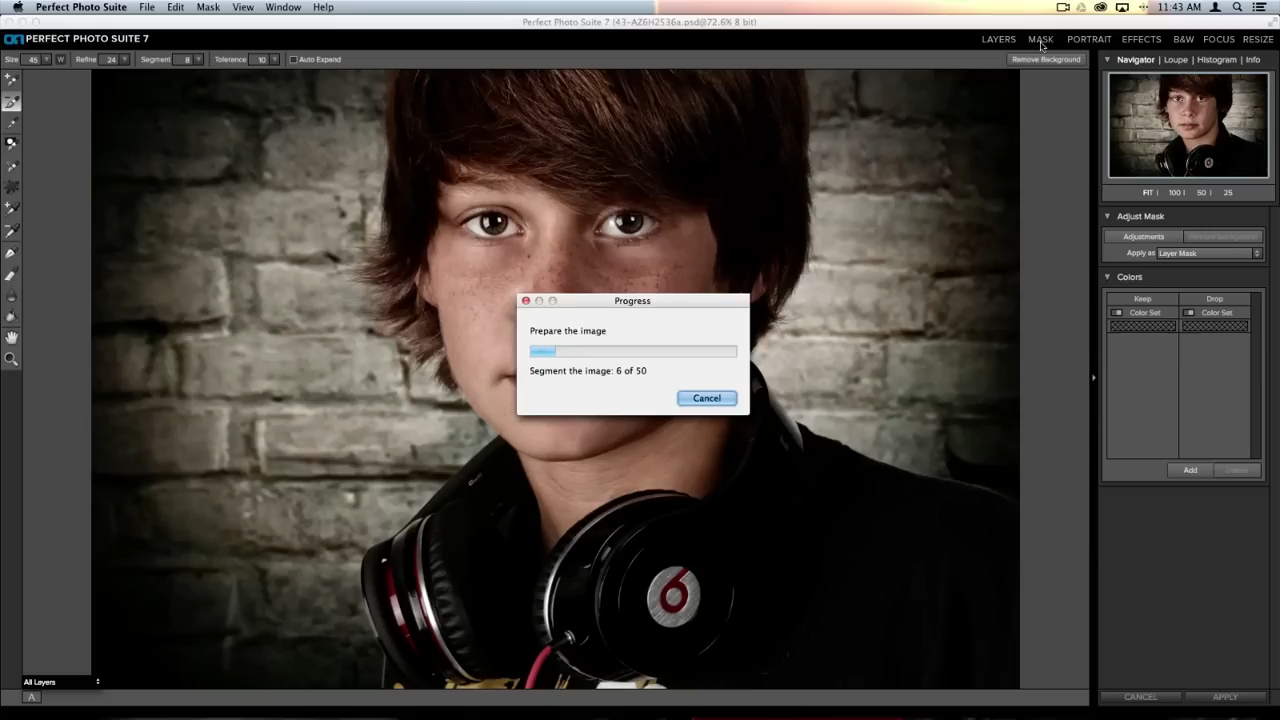 Perfect Photo Suite File Edit Mask View Window Help 11:43 AM
Perfect Photo Suite 7 (43-AZ6H2536a.psd@72.6% 8 bit)
on PERFECT PHOTO SUITE 7 LAYERS MASK PORTRAIT EFFECTS B&W FOCUS RESIZE
Size 45 W Refine 24 Segment 8 Tolerance 10 Auto Expand Remove Background
Navigator | Loupe | Histogram | Info
FIT | 100 | 50 | 25
Adjust Mask
Adjustments
Apply as Layer Mask
Colors
Keep Drop
Color Set Color Set
Add
Progress
Prepare the image
Segment the image: 6 of 50
Cancel
All Layers
A
CANCEL APPLY